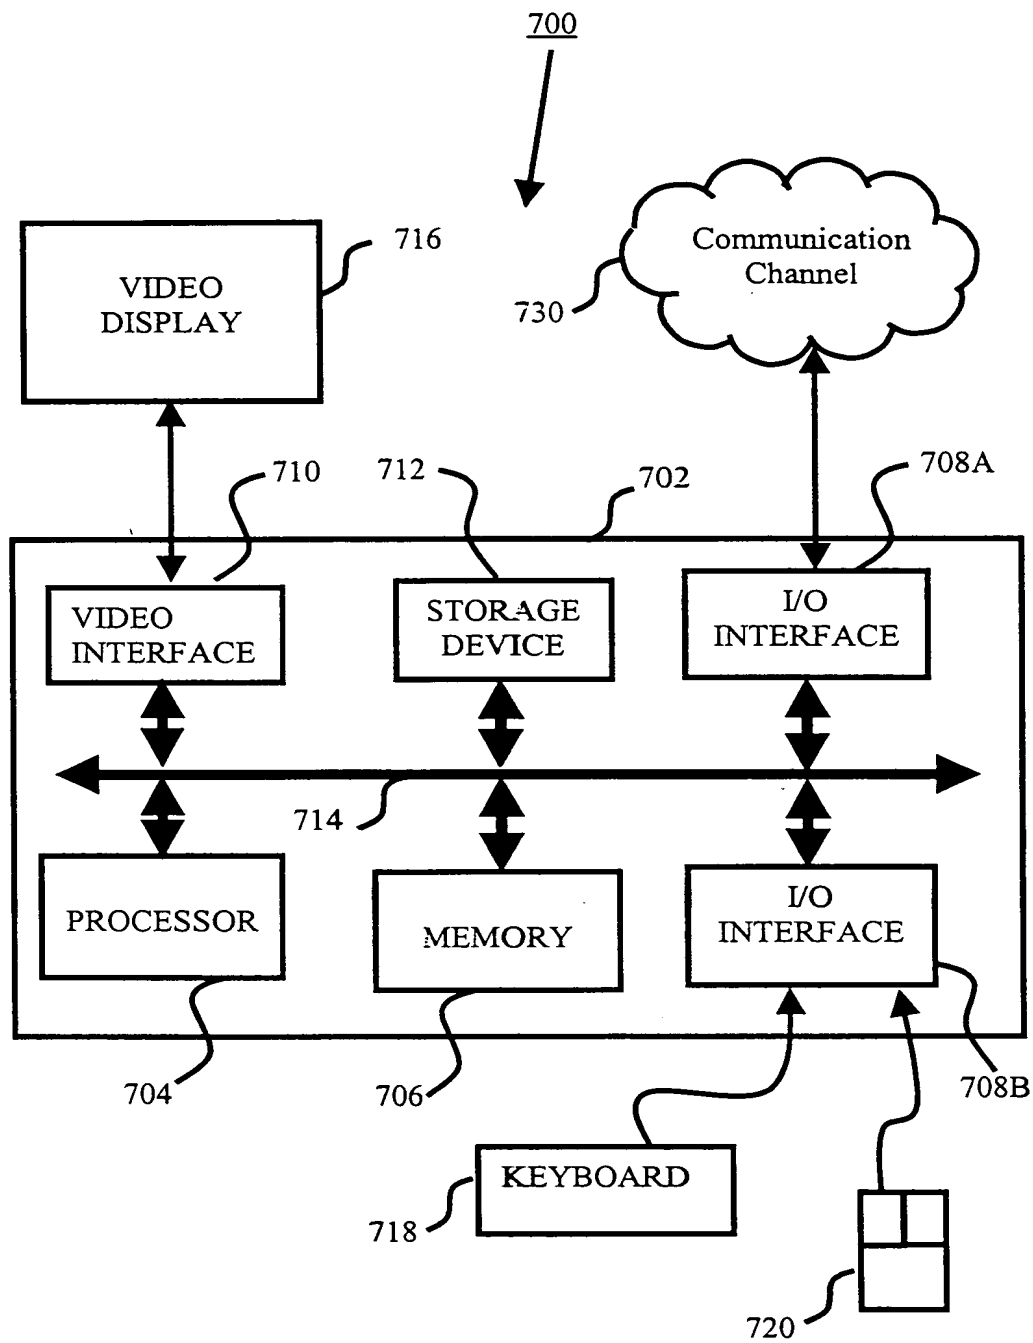 700
716
VIDEO
DISPLAY
Communication
Channel
730
710
712
702
708A
VIDEO
INTERFACE
STORAGE
DEVICE
I/O
INTERFACE
714
PROCESSOR
MEMORY
I/O
INTERFACE
704
706
708B
KEYBOARD
718
720